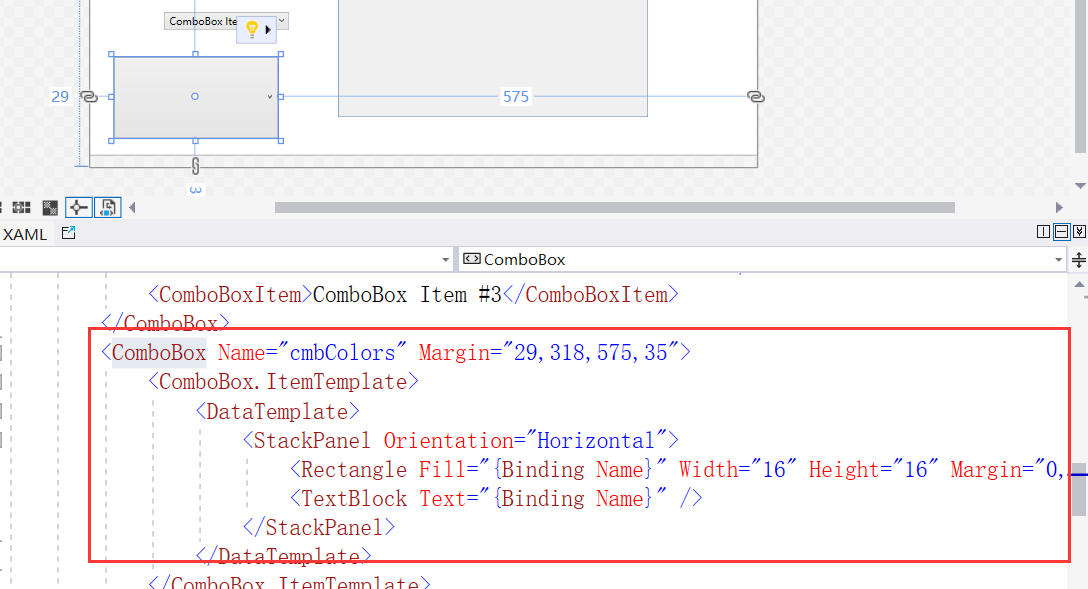 ComboBox Ite
29
575
3
XAML
ComboBox
<ComboBoxItem>ComboBox Item #3</ComboBoxItem>
</ComboBox>
<ComboBox Name="cmbColors" Margin="29,318,575,35">
<ComboBox.ItemTemplate>
<DataTemplate>
<StackPanel Orientation="Horizontal">
<Rectangle Fill="{Binding Name}" Width="16" Height="16" Margin="0,
<TextBlock Text="{Binding Name}" />
</StackPanel>
</DataTemplate>
</ComboBox.ItemTemplate>